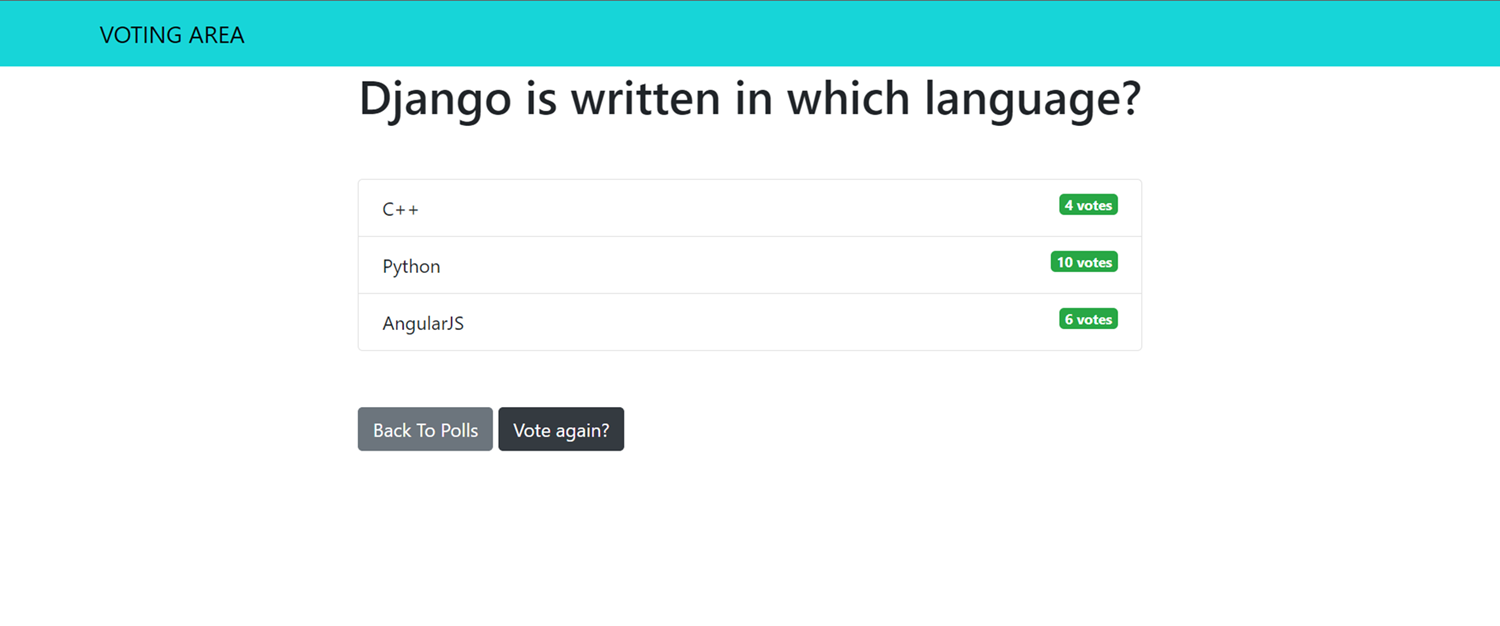 VOTING AREA
Django is written in which language?
C++ 4 votes
Python 10 votes
AngularJS 6 votes
Back To Polls Vote again?